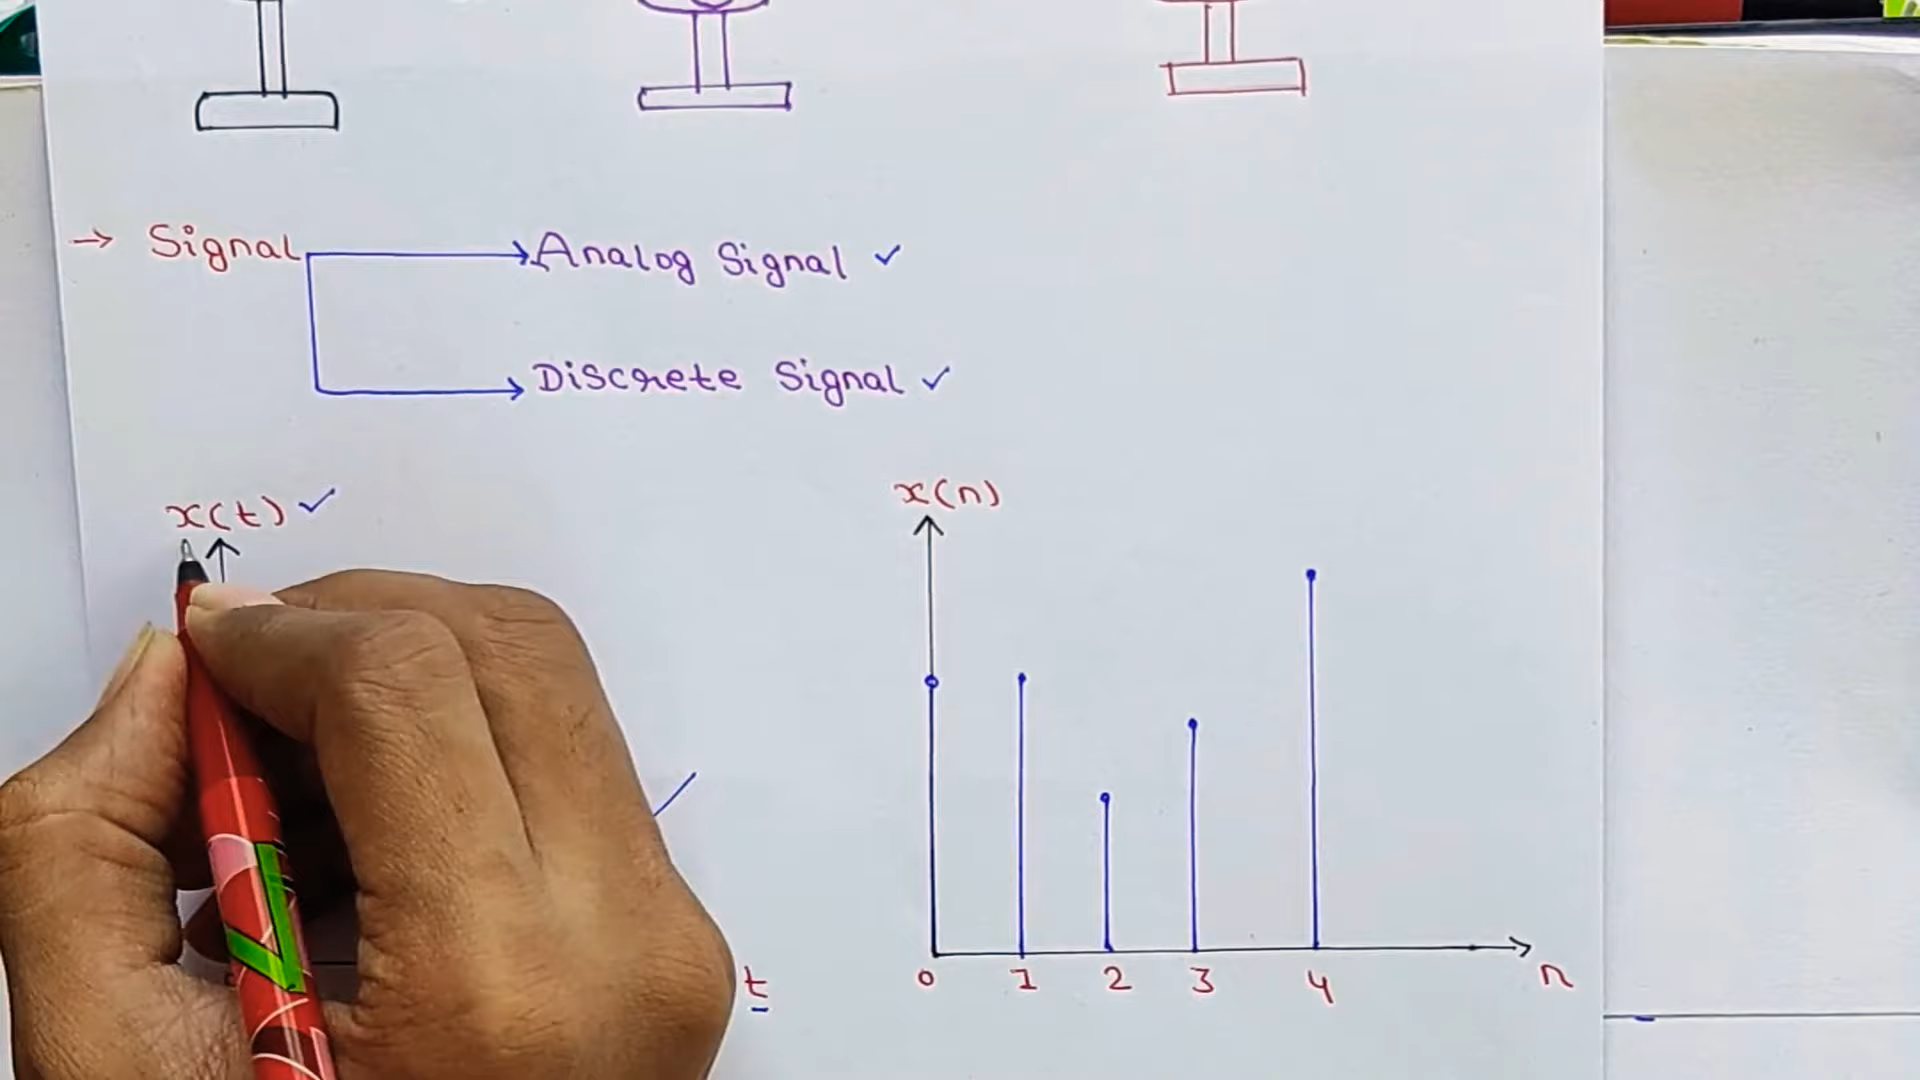 → Signal → Analog Signal ✓
→ Discrete Signal ✓
x(t) ✓
x(n)
t
0 1 2 3 4 n